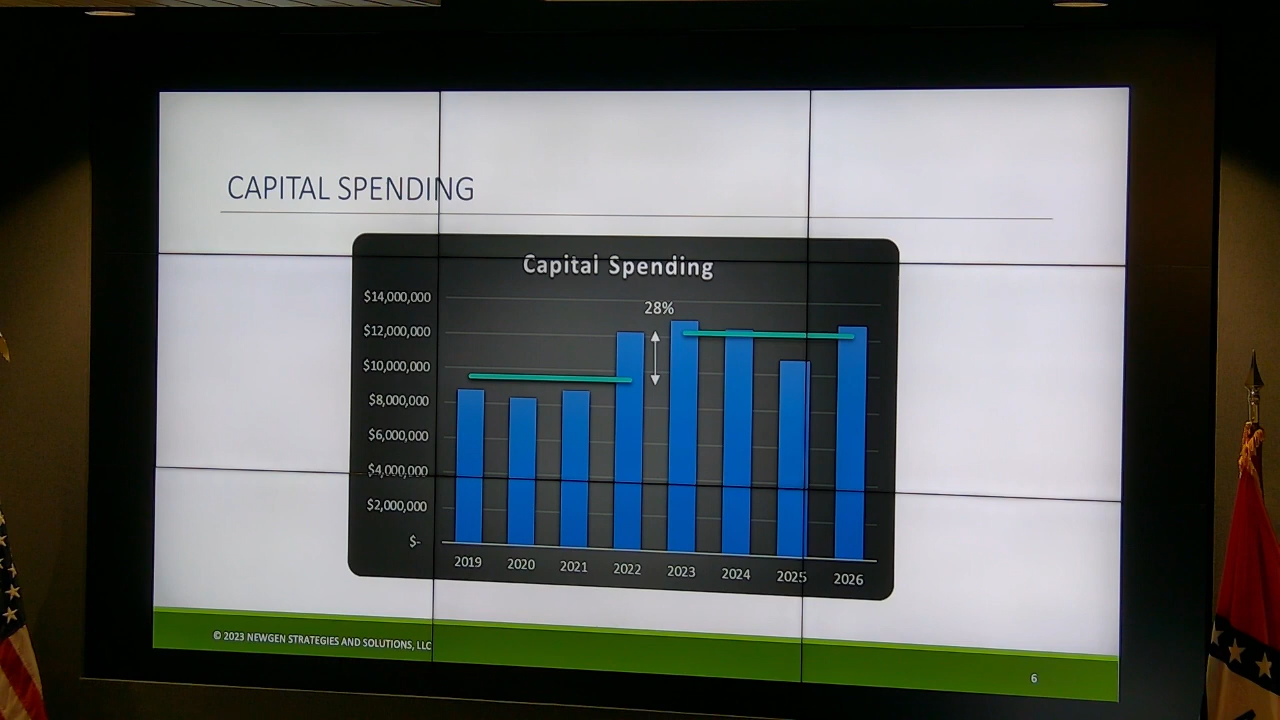 CAPITAL SPENDING
Capital Spending
28%
$14,000,000
$12,000,000
$10,000,000
$8,000,000
$6,000,000
$4,000,000
$2,000,000
$-
2019 2020 2021 2022 2023 2024 2025 2026
© 2023 NEWGEN STRATEGIES AND SOLUTIONS, LLC
6